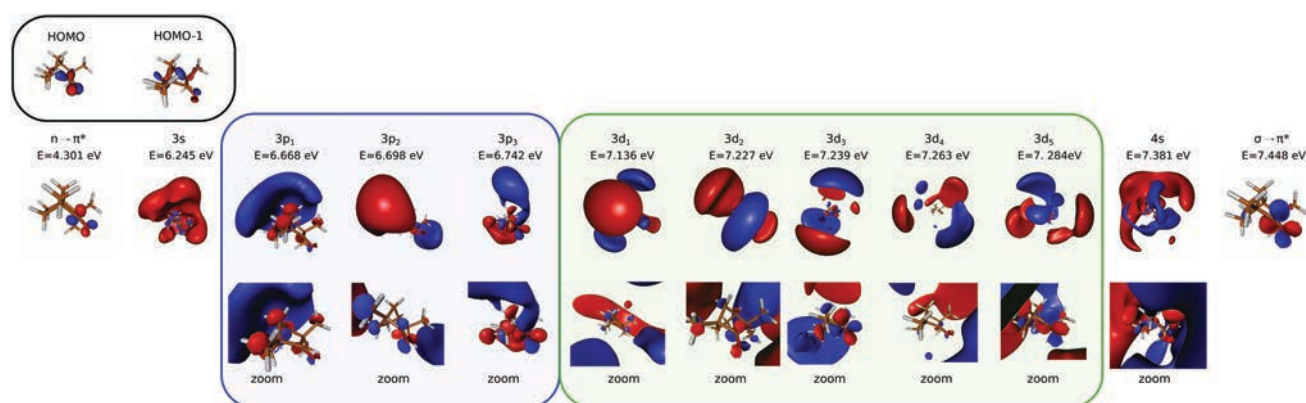 HOMO HOMO-1
n→π* 3s 3p₁ 3p₂ 3p₃ 3d₁ 3d₂ 3d₃ 3d₄ 3d₅ 4s σ→π*
E=4.301 eV E=6.245 eV E=6.668 eV E=6.698 eV E=6.742 eV E=7.136 eV E=7.227 eV E=7.239 eV E=7.263 eV E=7. 284eV E=7.381 eV E=7.448 eV
zoom zoom zoom zoom zoom zoom zoom zoom zoom